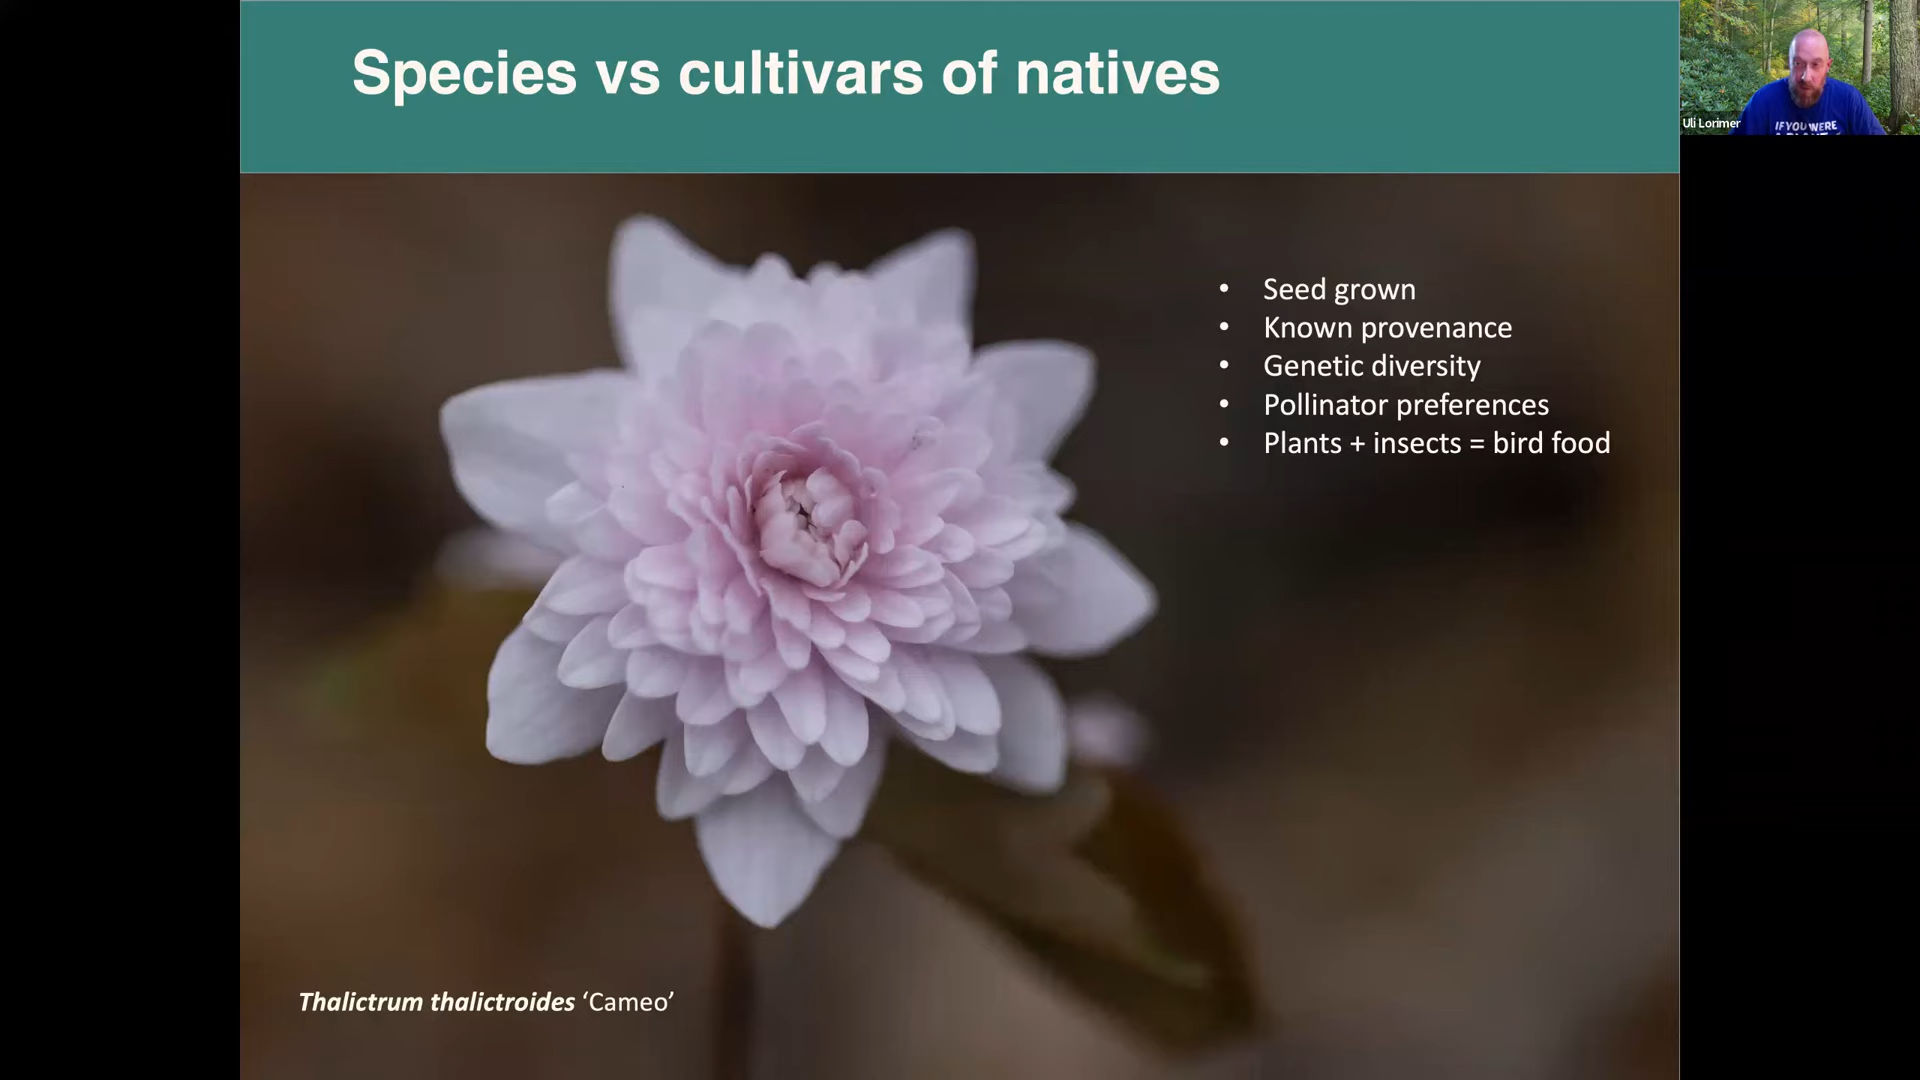 Species vs cultivars of natives
Uli Lorimer
IF YOU WERE
• Seed grown
• Known provenance
• Genetic diversity
• Pollinator preferences
• Plants + insects = bird food
Thalictrum thalictroides ‘Cameo’